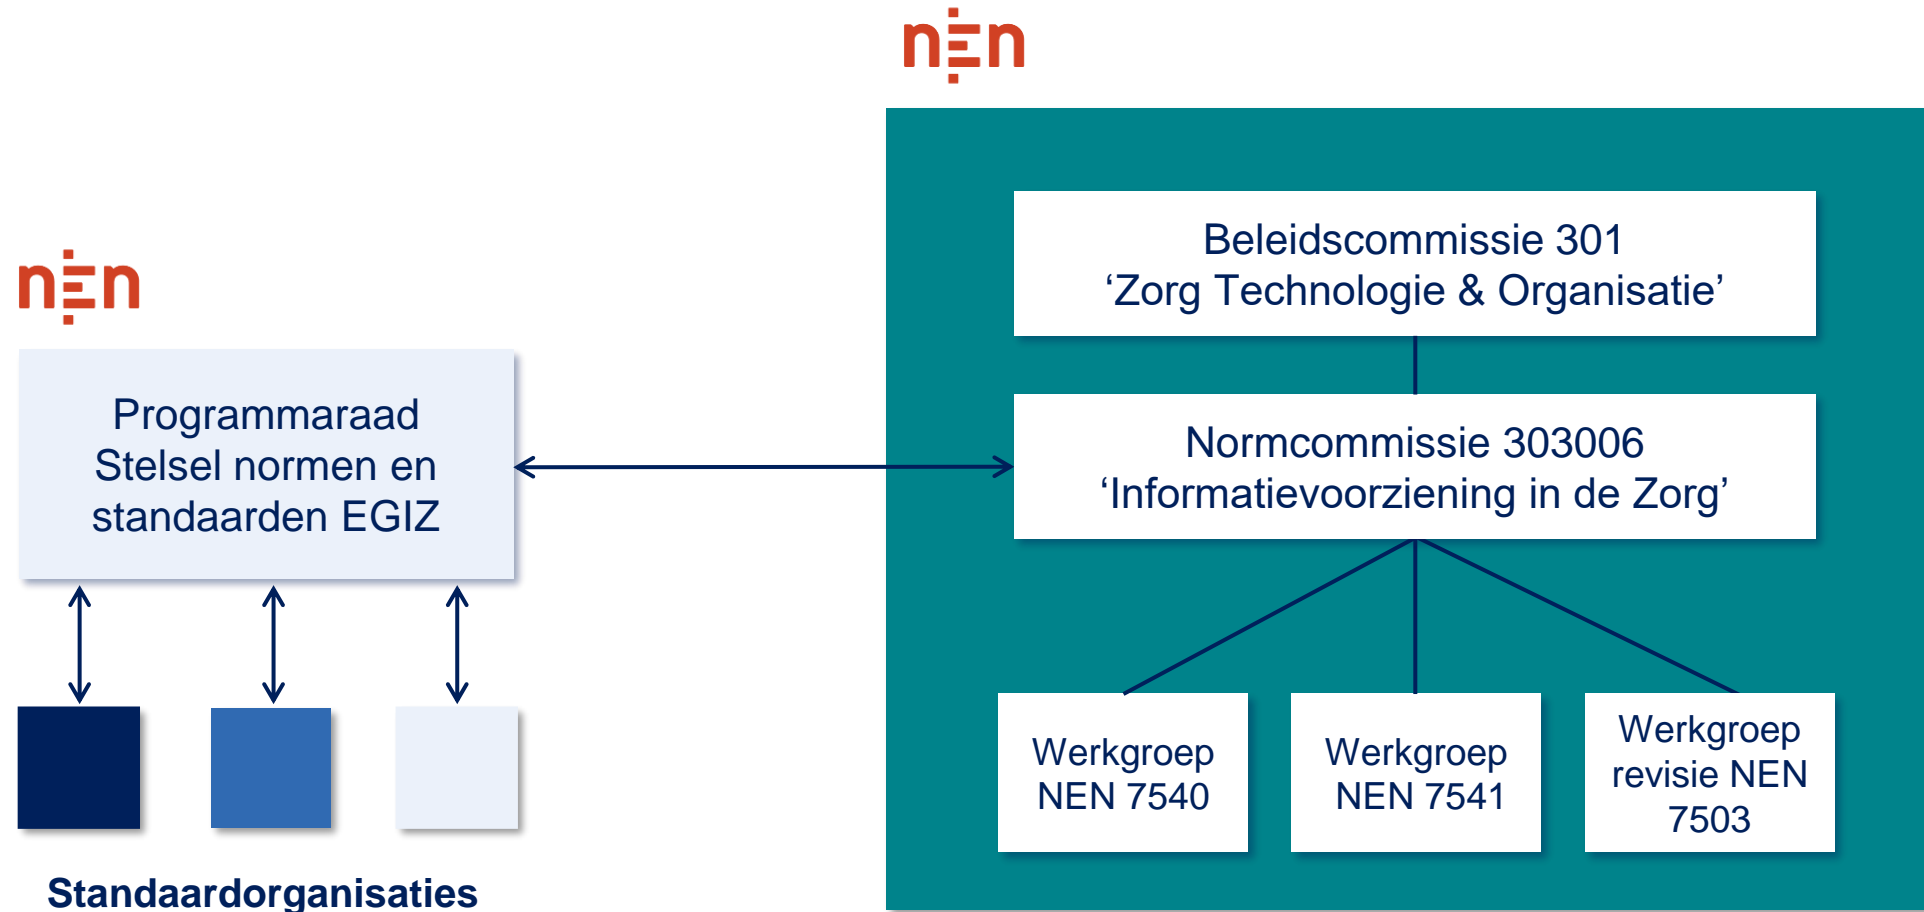 nEn
Beleidscommissie 301
‘Zorg Technologie & Organisatie’
nEn
Programmaraad
Stelsel normen en
standaarden EGIZ
Normcommissie 303006
‘Informatievoorziening in de Zorg’
Werkgroep
NEN 7540
Werkgroep
NEN 7541
Werkgroep
revisie NEN
7503
Standaardorganisaties